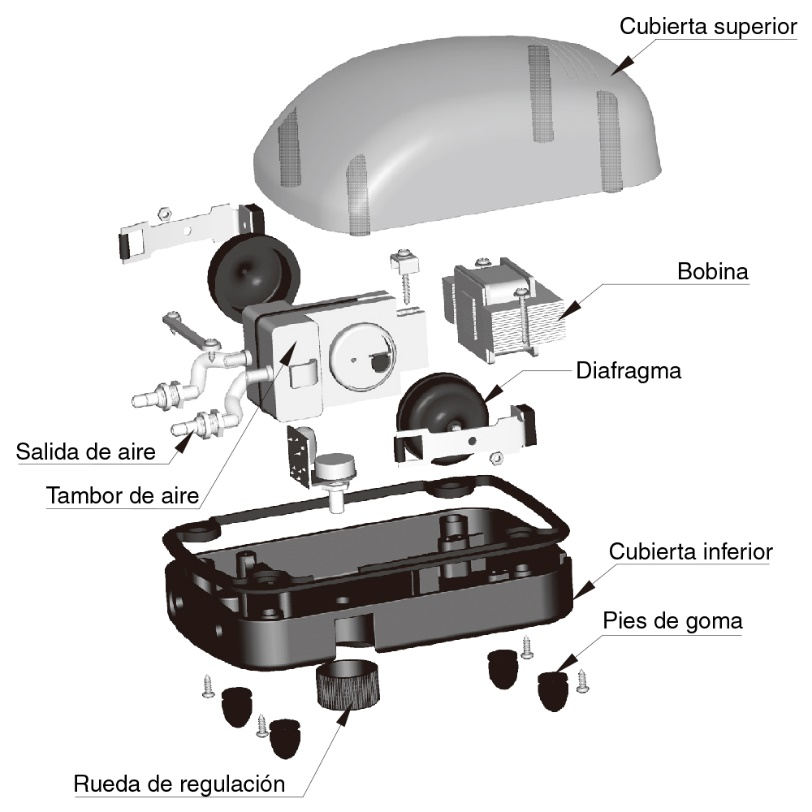 Cubierta superior
Bobina
Diafragma
Salida de aire
Tambor de aire
Cubierta inferior
Pies de goma
Rueda de regulación